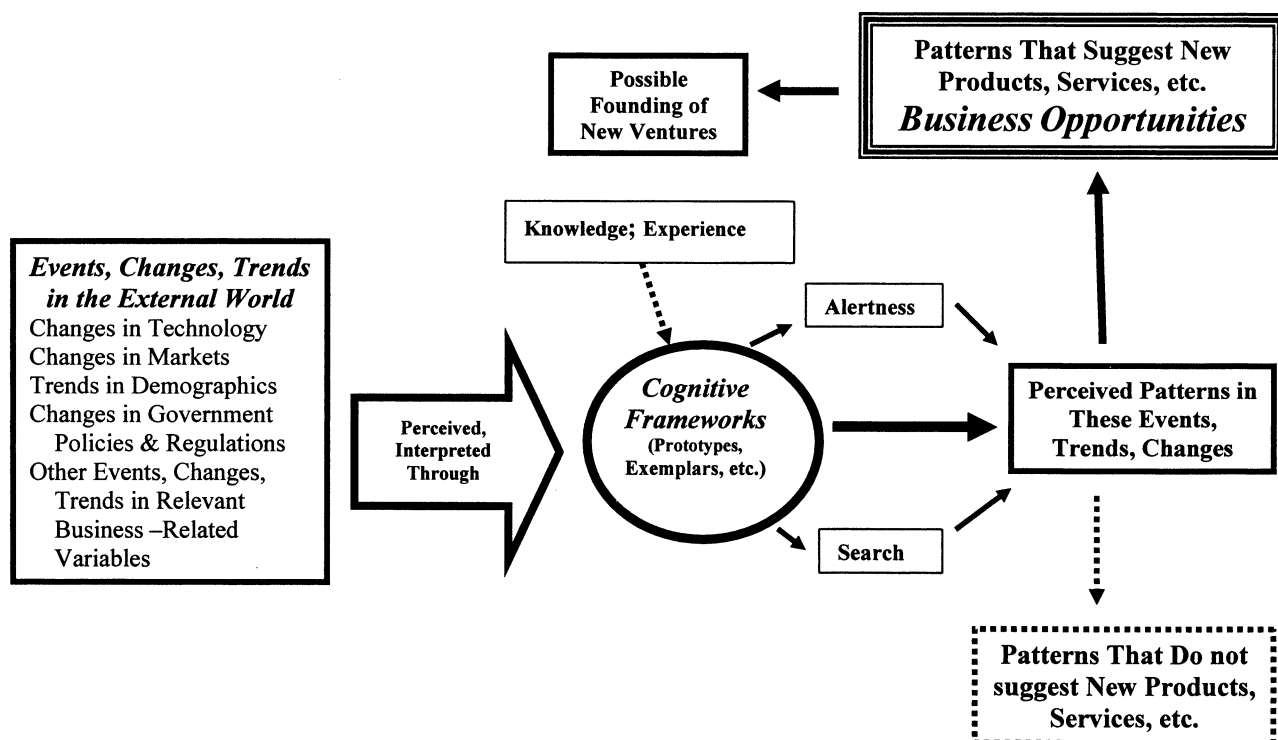 Patterns That Suggest New
Products, Services, etc.
Business Opportunities
Possible
Founding of
New Ventures
Knowledge; Experience
Events, Changes, Trends
in the External World
Changes in Technology
Changes in Markets
Trends in Demographics
Changes in Government
Policies & Regulations
Other Events, Changes,
Trends in Relevant
Business –Related
Variables
Perceived,
Interpreted
Through
Cognitive
Frameworks
(Prototypes,
Exemplars, etc.)
Alertness
Search
Perceived Patterns in
These Events,
Trends, Changes
Patterns That Do not
suggest New Products,
Services, etc.